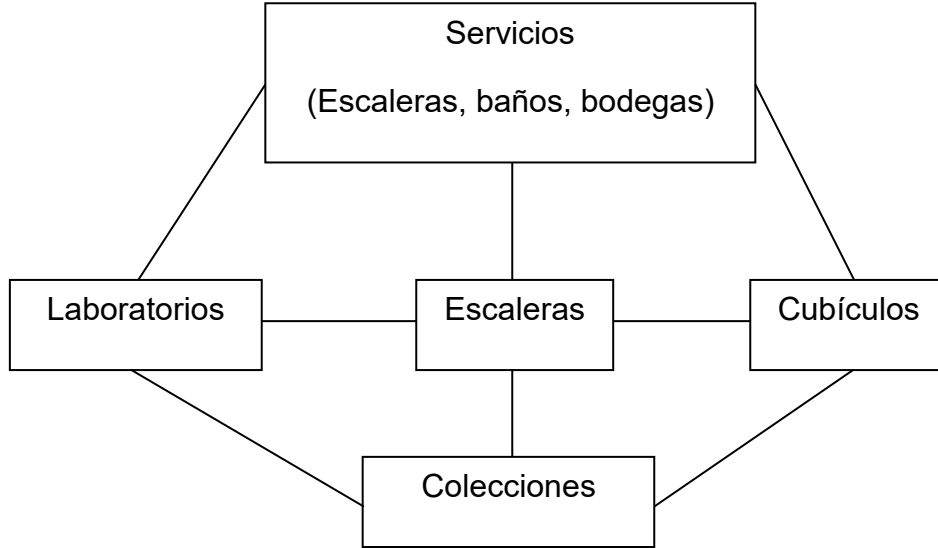 Servicios
(Escaleras, baños, bodegas)
Laboratorios
Escaleras
Cubículos
Colecciones